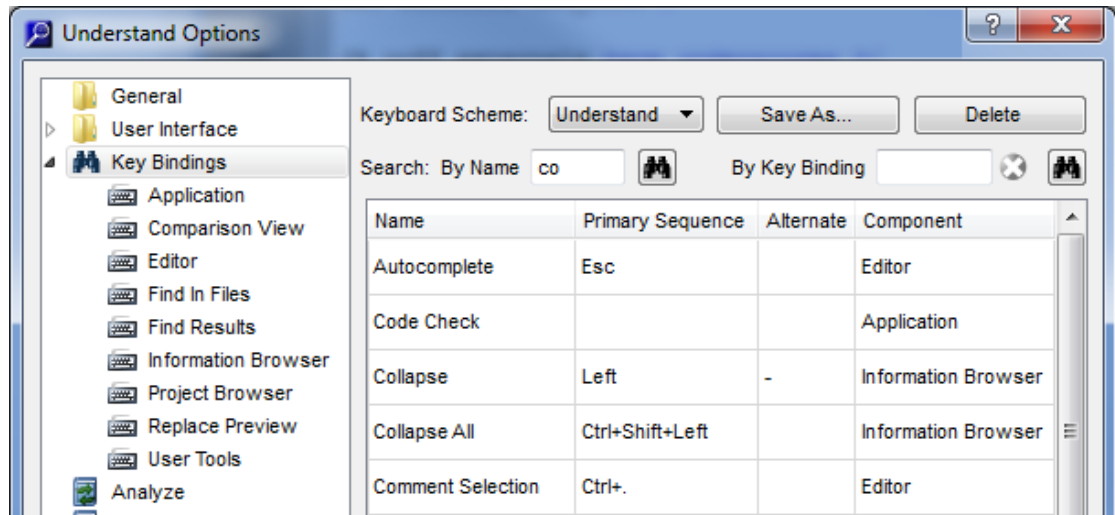 Understand Options
?
General
User Interface
Key Bindings
Application
Comparison View
Editor
Find In Files
Find Results
Information Browser
Project Browser
Replace Preview
User Tools
Analyze
Keyboard Scheme: Understand Save As... Delete
Search: By Name co By Key Binding
Name Primary Sequence Alternate Component
Autocomplete Esc Editor
Code Check Application
Collapse Left - Information Browser
Collapse All Ctrl+Shift+Left Information Browser
Comment Selection Ctrl+. Editor